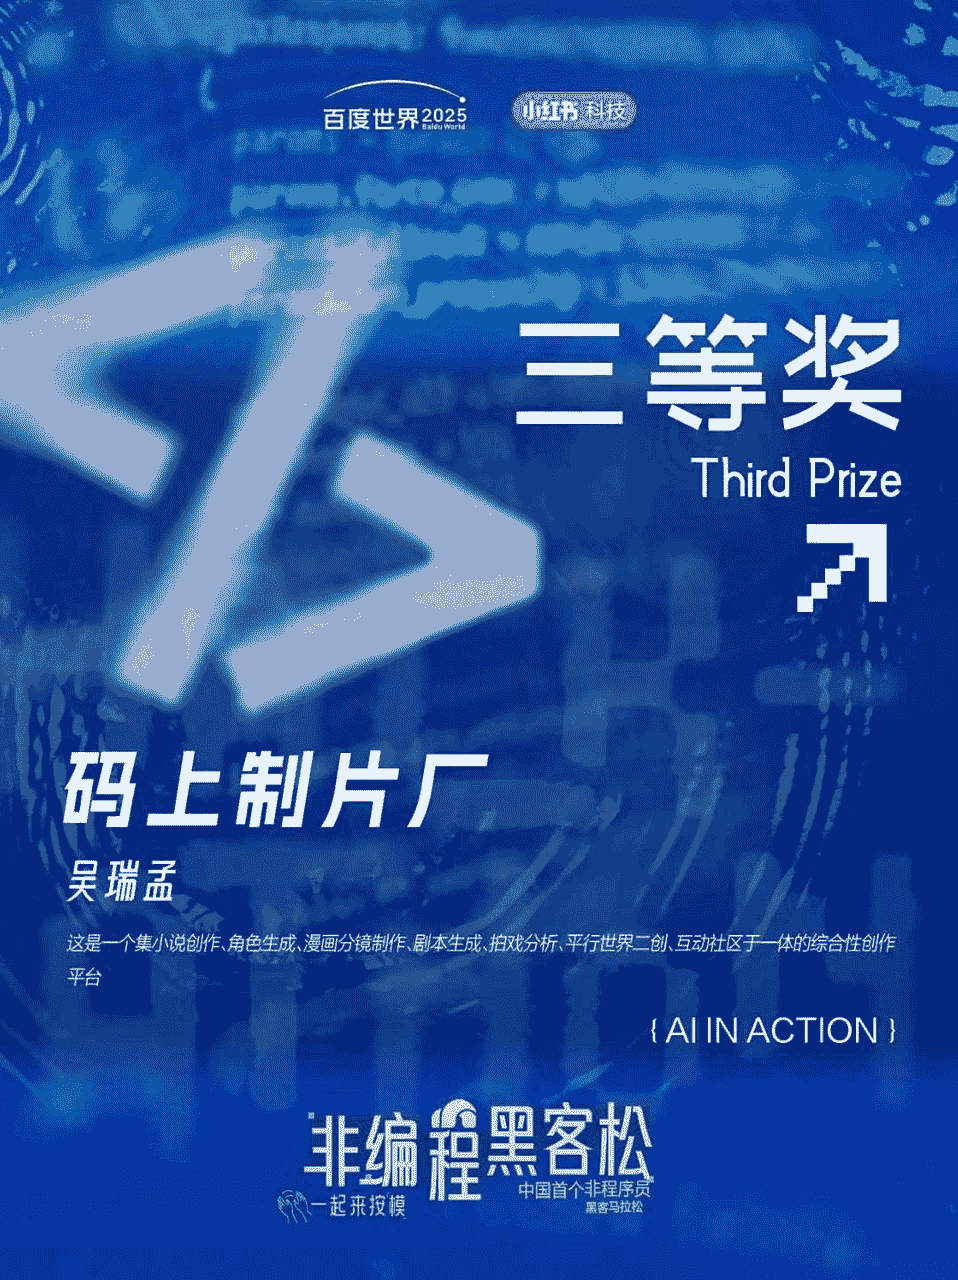 百度世界2025
Baidu World
小红书 科技
三等奖
Third Prize
码上制片厂
吴瑞孟
这是一个集小说创作、角色生成、漫画分镜制作、剧本生成、拍戏分析、平行世界二创、互动社区于一体的综合性创作
平台
{ AI IN ACTION }
非编程黑客松
一起来按模
中国首个非程序员
黑客马拉松